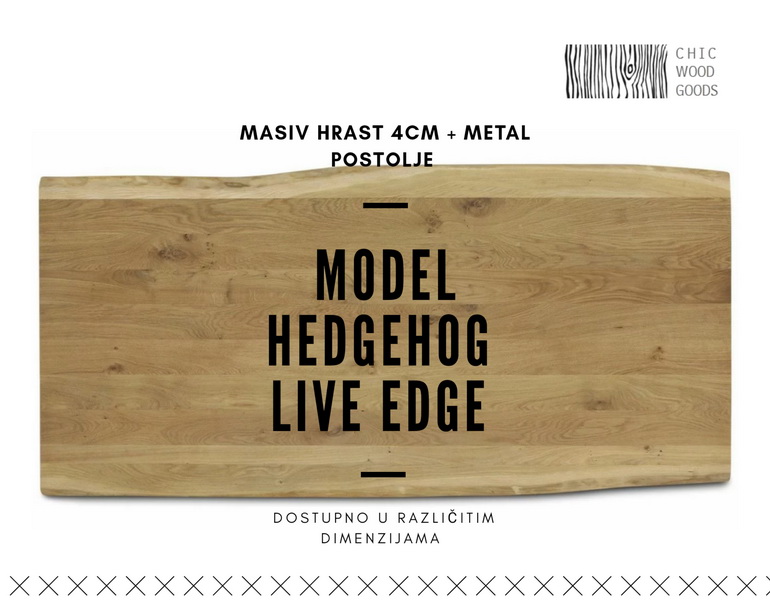 CHIC
WOOD
GOODS
MASIV HRAST 4CM + METAL
POSTOLJE
MODEL
HEDGEHOG
LIVE EDGE
DOSTUPNO U RAZLIČITIM
DIMENZIJAMA